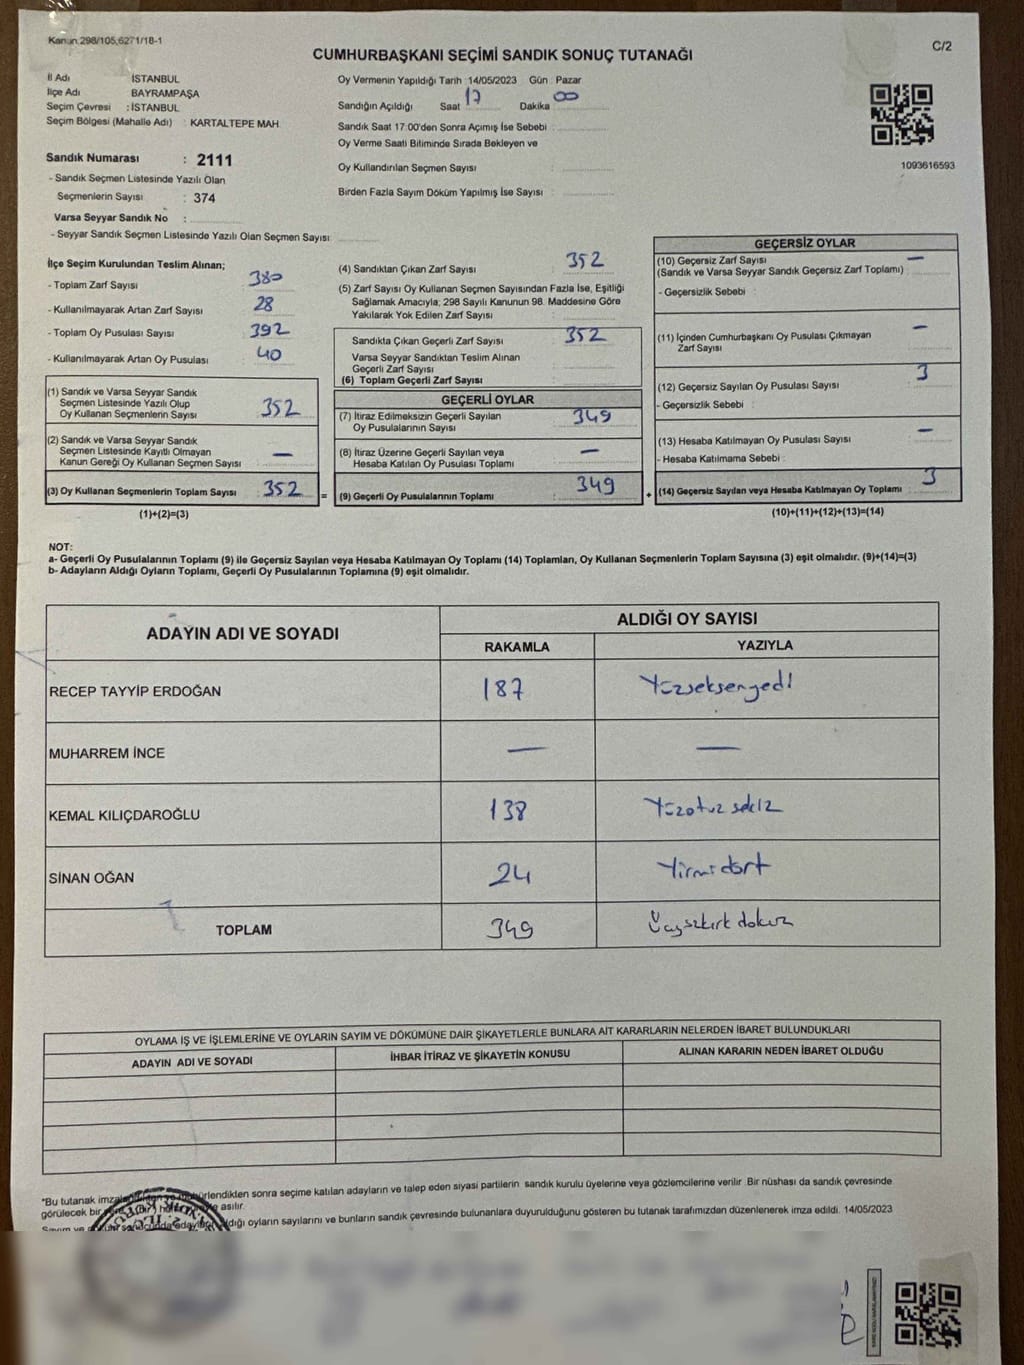 Kanun 298/105,6271/18-1
C/2
CUMHURBAŞKANI SEÇİMİ SANDIK SONUÇ TUTANAĞI
İl Adı : İSTANBUL
İlçe Adı : BAYRAMPAŞA
Seçim Çevresi : İSTANBUL
Seçim Bölgesi (Mahalle Adı) : KARTALTEPE MAH.
Sandık Numarası : 2111
- Sandık Seçmen Listesinde Yazılı Olan
Seçmenlerin Sayısı : 374
Varsa Seyyar Sandık No :
- Seyyar Sandık Seçmen Listesinde Yazılı Olan Seçmen Sayısı:
Oy Vermenin Yapıldığı Tarih :14/05/2023 Gün : Pazar
Sandığın Açıldığı Saat : 17 Dakika : 00
Sandık Saat 17:00'den Sonra Açımış İse Sebebi :
Oy Verme Saati Bitiminde Sırada Bekleyen ve
Oy Kullandırılan Seçmen Sayısı :
Birden Fazla Sayım Döküm Yapılmış İse Sayısı :
1093616593
İlçe Seçim Kurulundan Teslim Alınan;
- Toplam Zarf Sayısı : 380
- Kullanılmayarak Artan Zarf Sayısı : 28
- Toplam Oy Pusulası Sayısı : 392
- Kullanılmayarak Artan Oy Pusulası : 40
(1) Sandık ve Varsa Seyyar Sandık
Seçmen Listesinde Yazılı Olup
Oy Kullanan Seçmenlerin Sayısı : 352
(2) Sandık ve Varsa Seyyar Sandık
Seçmen Listesinde Kayıtlı Olmayan
Kanun Gereği Oy Kullanan Seçmen Sayısı : —
(3) Oy Kullanan Seçmenlerin Toplam Sayısı : 352 =
(1)+(2)=(3)
(4) Sandıktan Çıkan Zarf Sayısı : 352
(5) Zarf Sayısı Oy Kullanan Seçmen Sayısından Fazla İse, Eşitliği
Sağlamak Amacıyla; 298 Sayılı Kanunun 98. Maddesine Göre
Yakılarak Yok Edilen Zarf Sayısı :
Sandıkta Çıkan Geçerli Zarf Sayısı : 352
Varsa Seyyar Sandıktan Teslim Alınan
Geçerli Zarf Sayısı :
(6) Toplam Geçerli Zarf Sayısı :
GEÇERLİ OYLAR
(7) İtiraz Edilmeksizin Geçerli Sayılan
Oy Pusulalarının Sayısı : 349
(8) İtiraz Üzerine Geçerli Sayılan veya
Hesaba Katılan Oy Pusulası Toplamı : —
(9) Geçerli Oy Pusulalarının Toplamı : 349 +
GEÇERSİZ OYLAR
(10) Geçersiz Zarf Sayısı : —
(Sandık ve Varsa Seyyar Sandık Geçersiz Zarf Toplamı)
- Geçersizlik Sebebi :
(11) İçinden Cumhurbaşkanı Oy Pusulası Çıkmayan
Zarf Sayısı : —
(12) Geçersiz Sayılan Oy Pusulası Sayısı : 3
- Geçersizlik Sebebi :
(13) Hesaba Katılmayan Oy Pusulası Sayısı : —
- Hesaba Katılmama Sebebi :
(14) Geçersiz Sayılan veya Hesaba Katılmayan Oy Toplamı : 3
(10)+(11)+(12)+(13)=(14)
NOT:
a- Geçerli Oy Pusulalarının Toplamı (9) ile Geçersiz Sayılan veya Hesaba Katılmayan Oy Toplamı (14) Toplamları, Oy Kullanan Seçmenlerin Toplam Sayısına (3) eşit olmalıdır. (9)+(14)=(3)
b- Adayların Aldığı Oyların Toplamı, Geçerli Oy Pusulalarının Toplamına (9) eşit olmalıdır.
ADAYIN ADI VE SOYADI
ALDIĞI OY SAYISI
RAKAMLA YAZIYLA
RECEP TAYYİP ERDOĞAN 187 Yüzseksenyedi
MUHARREM İNCE — —
KEMAL KILIÇDAROĞLU 138 Yüzotuz sekiz
SİNAN OĞAN 24 Yirmi dört
TOPLAM 349 Üçyüzkırk dokuz
OYLAMA İŞ VE İŞLEMLERİNE VE OYLARIN SAYIM VE DÖKÜMÜNE DAİR ŞİKAYETLERLE BUNLARA AİT KARARLARIN NELERDEN İBARET BULUNDUKLARI
ADAYIN ADI VE SOYADI İHBAR İTİRAZ VE ŞİKAYETİN KONUSU ALINAN KARARIN NEDEN İBARET OLDUĞU
*Bu tutanak sonra seçime katılan adayların ve talep eden siyasi partilerin sandık kurulu üyelerine veya gözlemcilerine verilir. Bir nüshası da sandık çevresinde
görülecek bir asılır.
Sayım ve aldığı oyların sayılarını ve bunların sandık çevresinde bulunanlara duyurulduğunu gösteren bu tutanak tarafımızdan düzenlenerek imza edildi. 14/05/2023